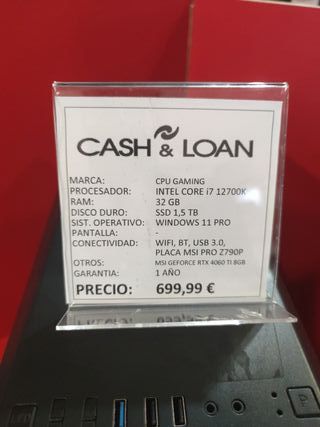 CASH & LOAN
MARCA: CPU GAMING
PROCESADOR: INTEL CORE i7 12700K
RAM: 32 GB
DISCO DURO: SSD 1,5 TB
SIST. OPERATIVO: WINDOWS 11 PRO
PANTALLA: -
CONECTIVIDAD: WIFI, BT, USB 3.0,
PLACA MSI PRO Z790P
OTROS: MSI GEFORCE RTX 4060 TI 8GB
GARANTIA: 1 AÑO
PRECIO: 699,99 €